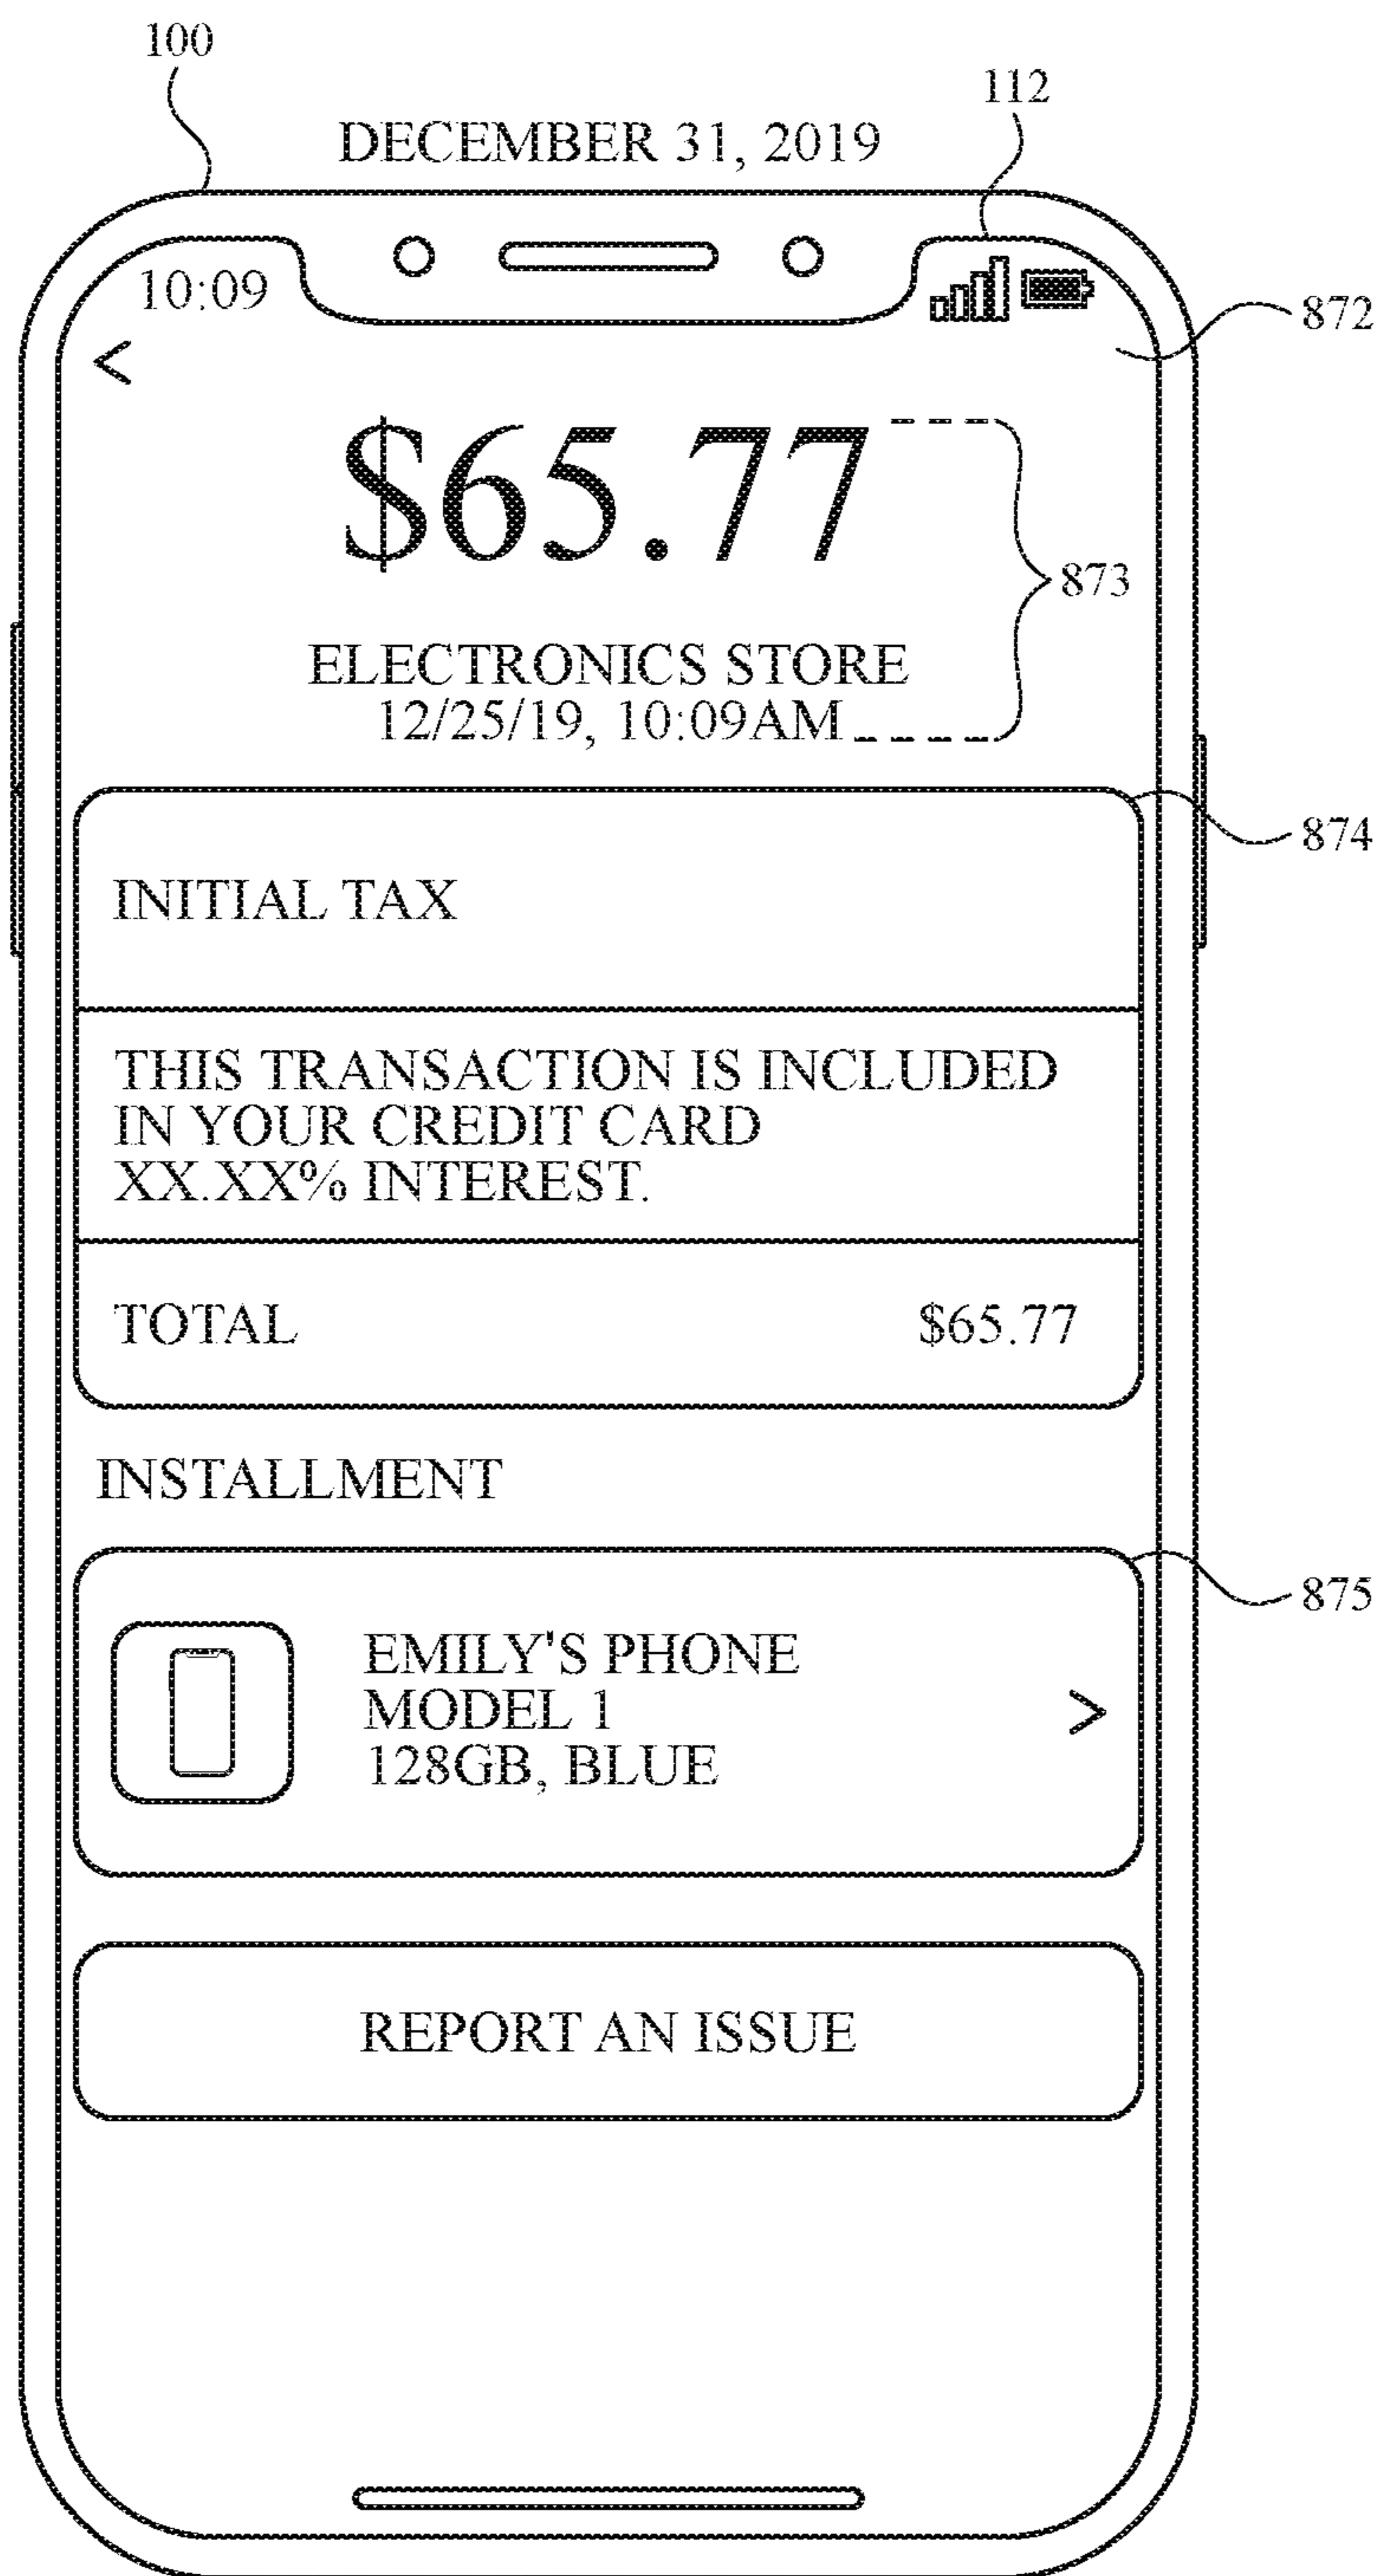 100
112
DECEMBER 31, 2019
10:09
872
<
$65.77
873
ELECTRONICS STORE
12/25/19, 10:09AM
874
INITIAL TAX
THIS TRANSACTION IS INCLUDED
IN YOUR CREDIT CARD
XX.XX% INTEREST.
TOTAL $65.77
INSTALLMENT
875
EMILY'S PHONE
MODEL 1
>
128GB, BLUE
REPORT AN ISSUE